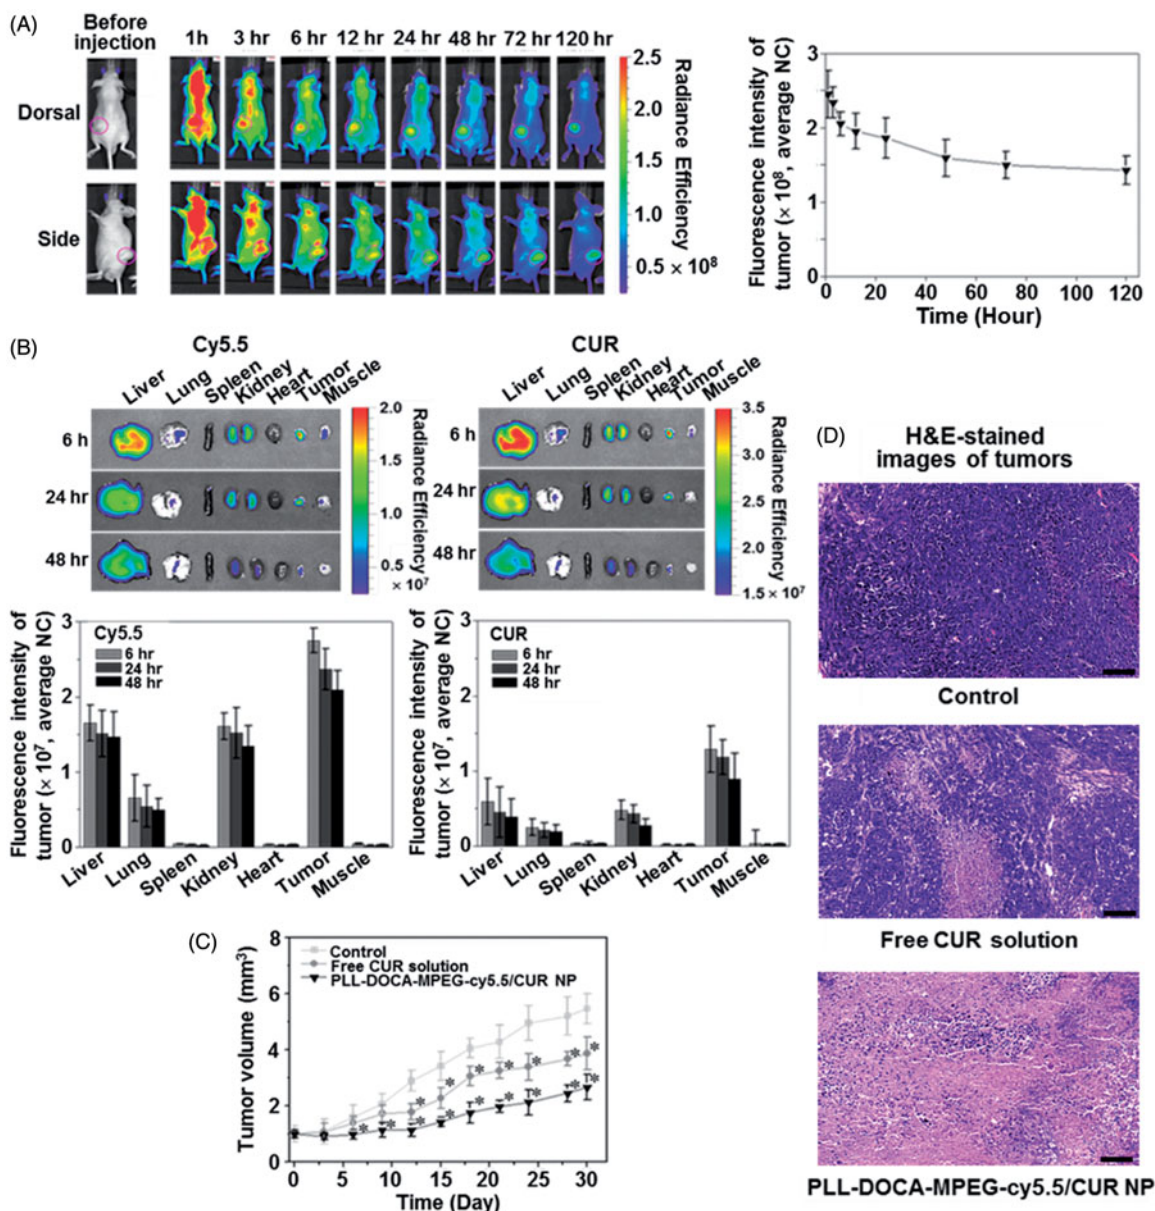 (A)
Before
injection
1h 3 hr 6 hr 12 hr 24 hr 48 hr 72 hr 120 hr
Dorsal
Side
2.5
2.0
1.5
1.0
0.5 × 10⁸
Radiance Efficiency
Fluorescence intensity of
tumor (× 10⁸, average NC)
3
2
1
0
0 20 40 60 80 100 120
Time (Hour)
(B)
Cy5.5
Liver Lung Spleen Kidney Heart Tumor Muscle
6 h
24 hr
48 hr
2.0
1.5
1.0
0.5
× 10⁷
Radiance Efficiency
CUR
Liver Lung Spleen Kidney Heart Tumor Muscle
6 h
24 hr
48 hr
3.5
3.0
2.5
2.0
1.5 × 10⁷
Radiance Efficiency
Fluorescence intensity of
tumor (× 10⁷, average NC)
3
2
1
0
Cy5.5
6 hr
24 hr
48 hr
Liver Lung Spleen Kidney Heart Tumor Muscle
Fluorescence intensity of
tumor (× 10⁷, average NC)
3
2
1
0
CUR
6 hr
24 hr
48 hr
Liver Lung Spleen Kidney Heart Tumor Muscle
(C)
Tumor volume (mm³)
8
6
4
2
0
Control
Free CUR solution
PLL-DOCA-MPEG-cy5.5/CUR NP
* * * * * * *
* * * * * * * * *
0 5 10 15 20 25 30
Time (Day)
(D)
H&E-stained
images of tumors
Control
Free CUR solution
PLL-DOCA-MPEG-cy5.5/CUR NP